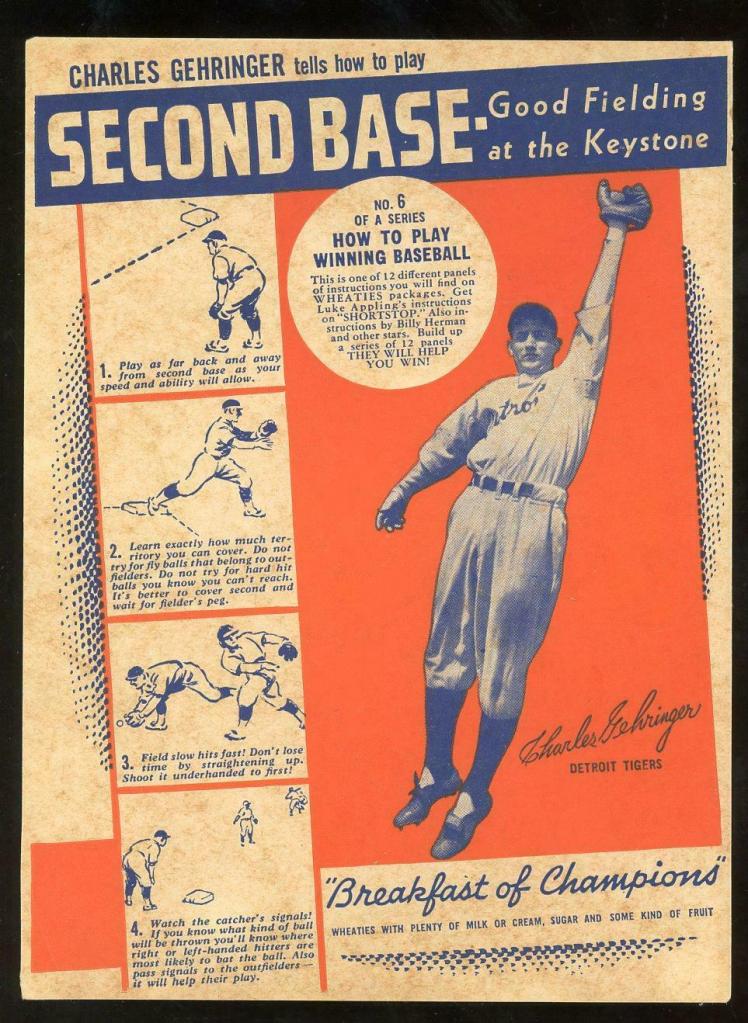 CHARLES GEHRINGER tells how to play
SECOND BASE-
Good Fielding
at the Keystone
NO. 6
OF A SERIES
HOW TO PLAY
WINNING BASEBALL
This is one of 12 different panels
of instructions you will find on
WHEATIES packages. Get
Luke Appling's instructions
on "SHORTSTOP." Also in-
structions by Billy Herman
and other stars. Build up
a series of 12 panels
THEY WILL HELP
YOU WIN!
1. Play as far back and away
from second base as your
speed and ability will allow.
2. Learn exactly how much ter-
ritory you can cover. Do not
try for fly balls that belong to out-
fielders. Do not try for hard hit
balls you know you can't reach.
It's better to cover second and
wait for fielder's peg.
3. Field slow hits fast! Don't lose
time by straightening up.
Shoot it underhanded to first!
4. Watch the catcher's signals!
If you know what kind of ball
will be thrown you'll know where
right or left-handed hitters are
most likely to bat the ball. Also
pass signals to the outfielders—
it will help their play.
Detroi
Charles Gehringer
DETROIT TIGERS
"Breakfast of Champions"
WHEATIES WITH PLENTY OF MILK OR CREAM, SUGAR AND SOME KIND OF FRUIT